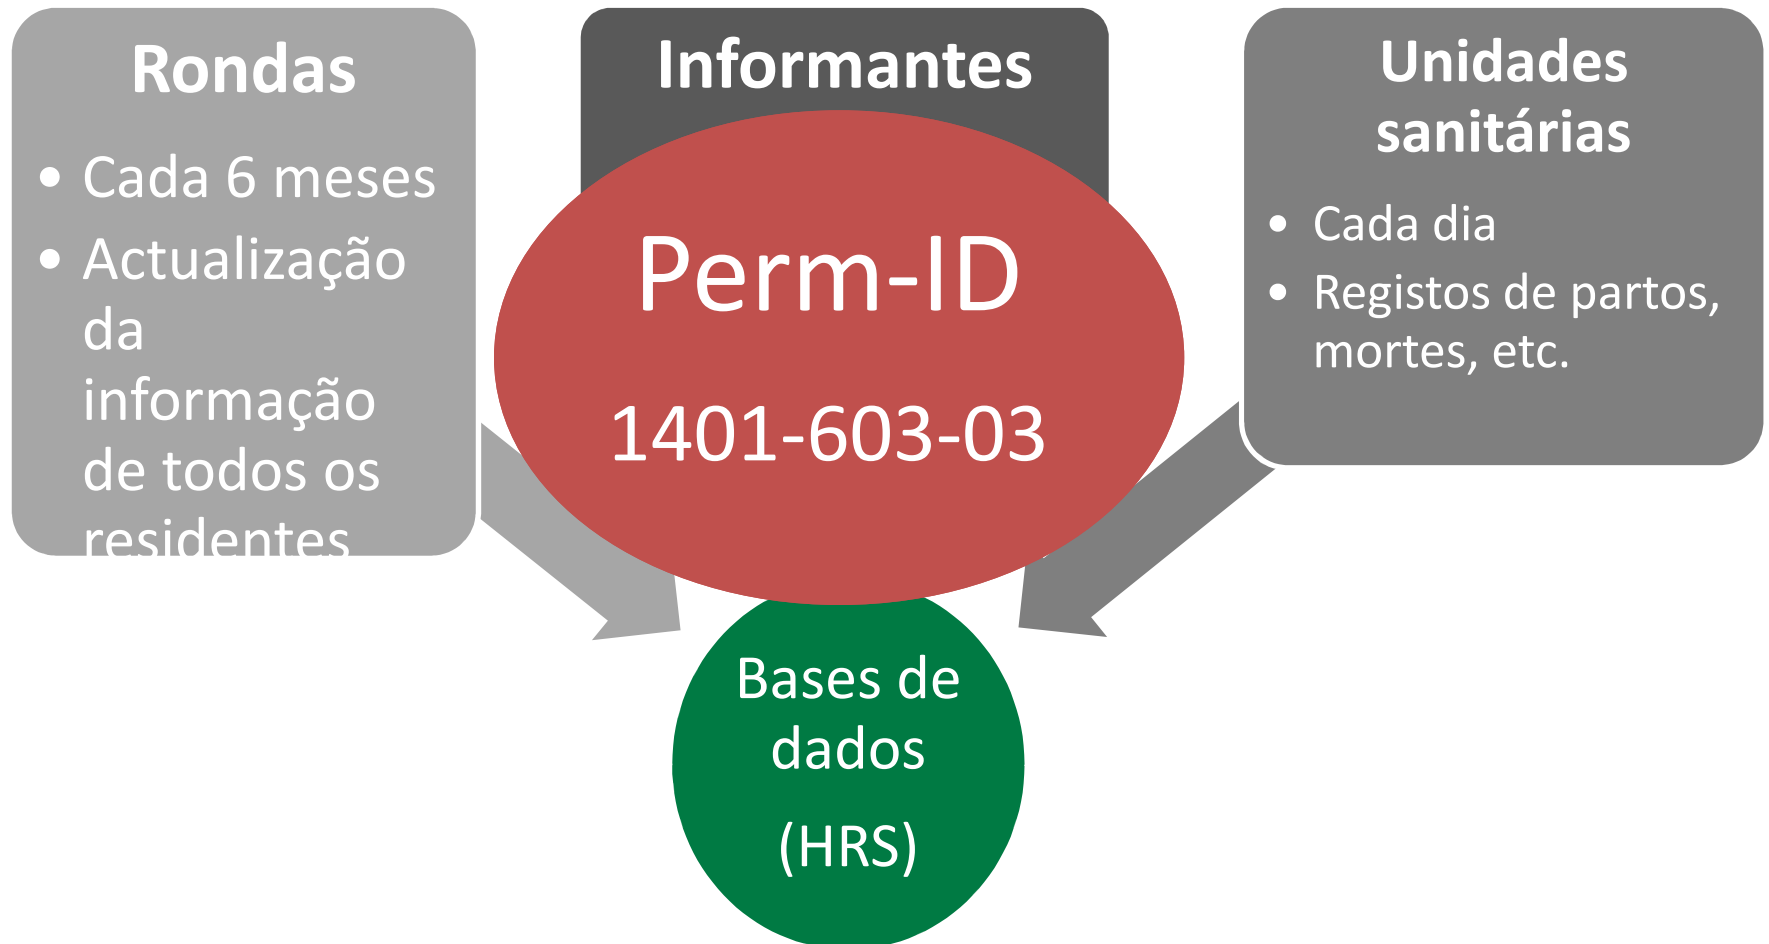 Rondas
• Cada 6 meses
• Actualização
da
informação
de todos os
residentes
Informantes
Perm-ID
1401-603-03
Unidades
sanitárias
• Cada dia
• Registos de partos,
mortes, etc.
Bases de
dados
(HRS)